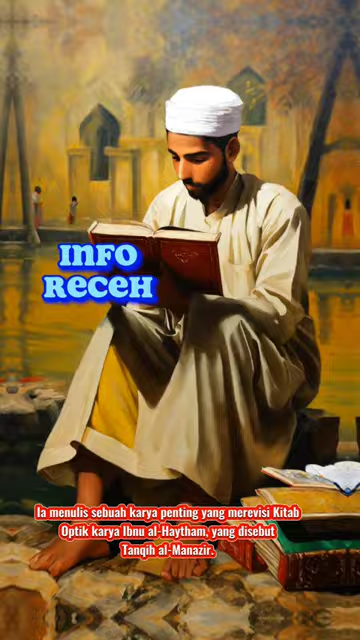 INFO
RECEH
Ia menulis sebuah karya penting yang merevisi Kitab
Optik karya Ibnu al-Haytham, yang disebut
Tanqih al-Manazir.